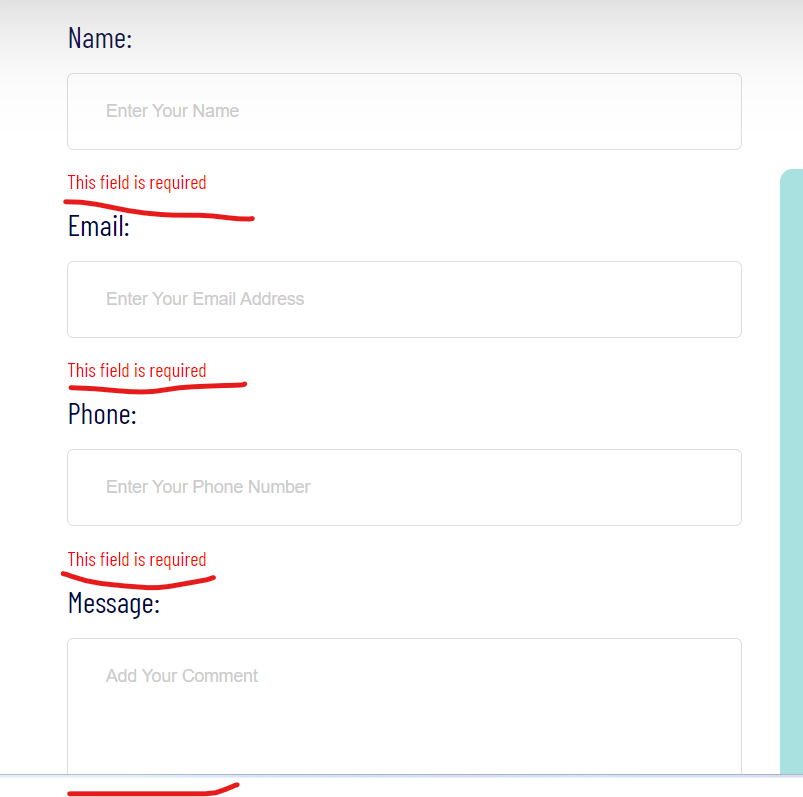 Name:
Enter Your Name
This field is required
Email:
Enter Your Email Address
This field is required
Phone:
Enter Your Phone Number
This field is required
Message:
Add Your Comment